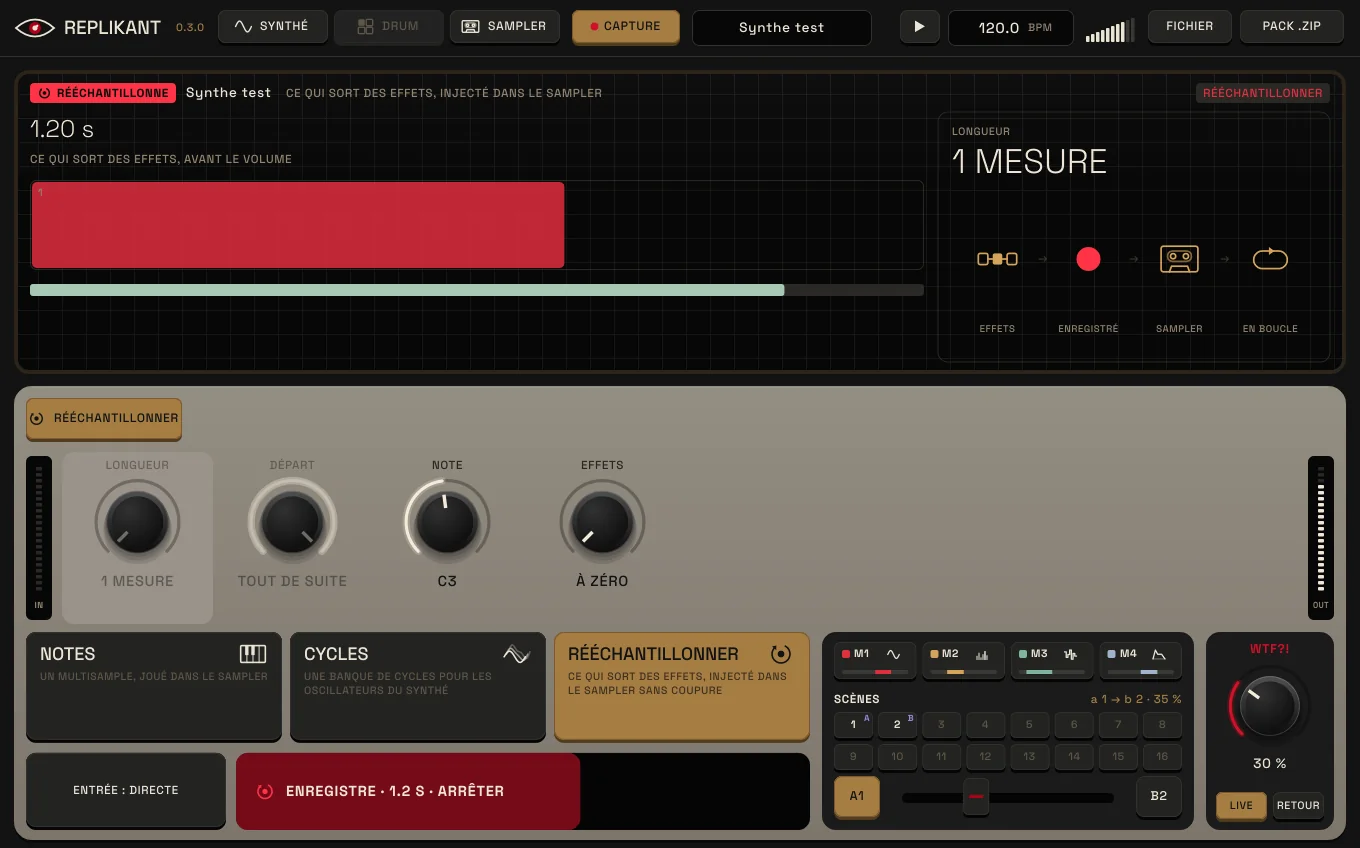 REPLIKANT 0.3.0 SYNTHÉ DRUM SAMPLER CAPTURE Synthe test 120.0 BPM FICHIER PACK .ZIP
RÉÉCHANTILLONNE Synthe test CE QUI SORT DES EFFETS, INJECTÉ DANS LE SAMPLER RÉÉCHANTILLONNER
1.20 s
CE QUI SORT DES EFFETS, AVANT LE VOLUME
1
LONGUEUR
1 MESURE
EFFETS ENREGISTRÉ SAMPLER EN BOUCLE
RÉÉCHANTILLONNER
LONGUEUR DÉPART NOTE EFFETS
1 MESURE TOUT DE SUITE C3 À ZÉRO
IN OUT
NOTES
UN MULTISAMPLE, JOUÉ DANS LE SAMPLER
CYCLES
UNE BANQUE DE CYCLES POUR LES
OSCILLATEURS DU SYNTHÉ
RÉÉCHANTILLONNER
CE QUI SORT DES EFFETS, INJECTÉ DANS
LE SAMPLER SANS COUPURE
ENTRÉE : DIRECTE
ENREGISTRE · 1.2 S · ARRÊTER
M1 M2 M3 M4
SCÈNES a 1 → b 2 · 35 %
1 A 2 B 3 4 5 6 7 8
9 10 11 12 13 14 15 16
A1 B2
WTF?!
30 %
LIVE RETOUR